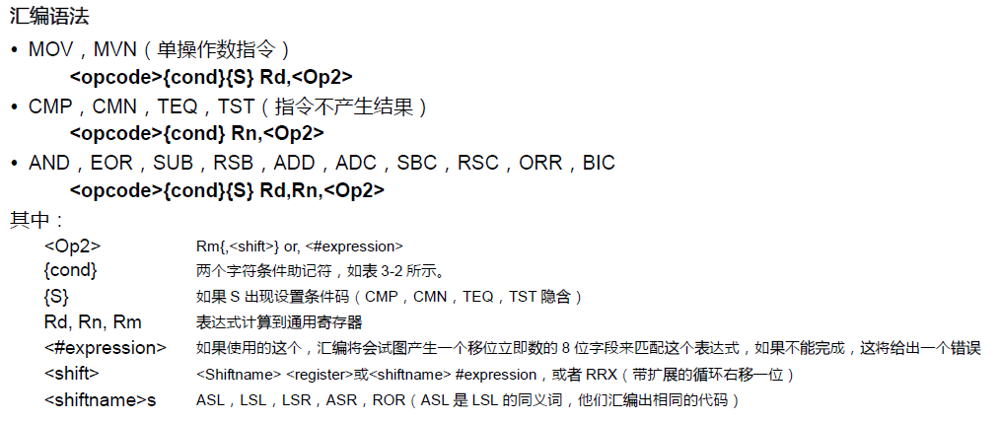 汇编语法
• MOV，MVN（单操作数指令）
<opcode>{cond}{S} Rd,<Op2>
• CMP，CMN，TEQ，TST（指令不产生结果）
<opcode>{cond} Rn,<Op2>
• AND，EOR，SUB，RSB，ADD，ADC，SBC，RSC，ORR，BIC
<opcode>{cond}{S} Rd,Rn,<Op2>
其中：
<Op2> Rm{,<shift>} or, <#expression>
{cond} 两个字符条件助记符，如表 3-2 所示。
{S} 如果 S 出现设置条件码（CMP，CMN，TEQ，TST 隐含）
Rd, Rn, Rm 表达式计算到通用寄存器
<#expression> 如果使用的这个，汇编将会试图产生一个移位立即数的 8 位字段来匹配这个表达式，如果不能完成，这将给出一个错误
<shift> <Shiftname> <register>或<shiftname> #expression，或者 RRX（带扩展的循环右移一位）
<shiftname>s ASL，LSL，LSR，ASR，ROR（ASL 是 LSL 的同义词，他们汇编出相同的代码）